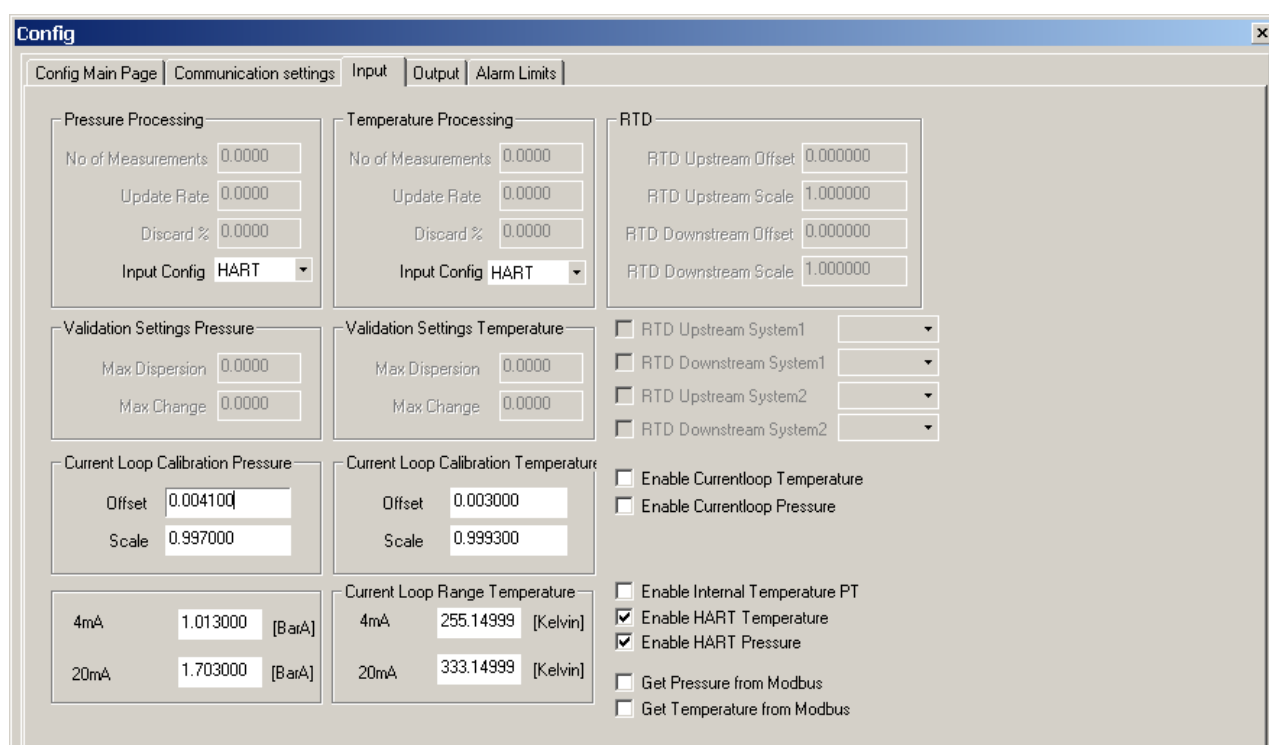 Config
Config Main Page Communication settings Input Output Alarm Limits
Pressure Processing
No of Measurements 0.0000
Update Rate 0.0000
Discard % 0.0000
Input Config HART
Temperature Processing
No of Measurements 0.0000
Update Rate 0.0000
Discard % 0.0000
Input Config HART
RTD
RTD Upstream Offset 0.000000
RTD Upstream Scale 1.000000
RTD Downstream Offset 0.000000
RTD Downstream Scale 1.000000
Validation Settings Pressure
Max Dispersion 0.0000
Max Change 0.0000
Validation Settings Temperature
Max Dispersion 0.0000
Max Change 0.0000
RTD Upstream System1
RTD Downstream System1
RTD Upstream System2
RTD Downstream System2
Current Loop Calibration Pressure
Offset 0.004100
Scale 0.997000
Current Loop Calibration Temperature
Offset 0.003000
Scale 0.999300
Enable Currentloop Temperature
Enable Currentloop Pressure
4mA 1.013000 [BarA]
20mA 1.703000 [BarA]
Current Loop Range Temperature
4mA 255.14999 [Kelvin]
20mA 333.14999 [Kelvin]
Enable Internal Temperature PT
Enable HART Temperature
Enable HART Pressure
Get Pressure from Modbus
Get Temperature from Modbus